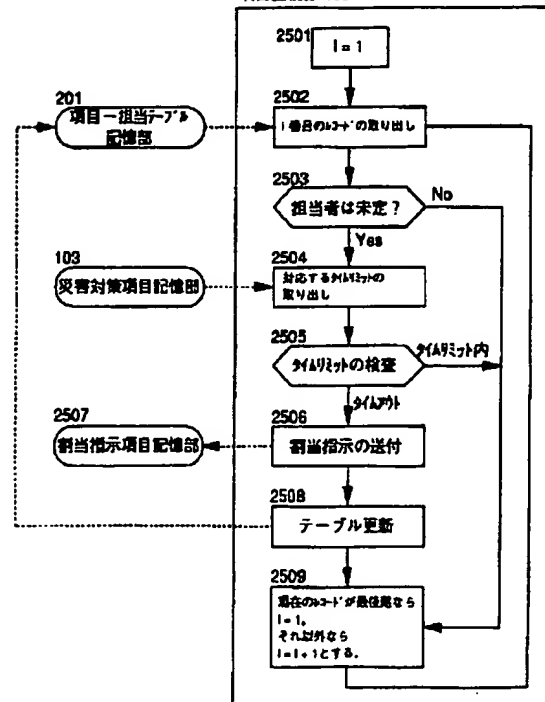 2501
I = 1
201
項目ー担当テーブル
記憶部
2502
I 番目のレコードの取り出し
2503
担当者は未定？
No
Yes
103
災害対策項目記憶部
2504
対応するタイムリミットの
取り出し
2505
タイムリミットの検査
タイムリミット内
タイムアウト
2507
割当指示項目記憶部
2506
割当指示の送付
2508
テーブル更新
2509
現在のレコードが最後尾なら
I = 1、
それ以外なら
I = I + 1とする。